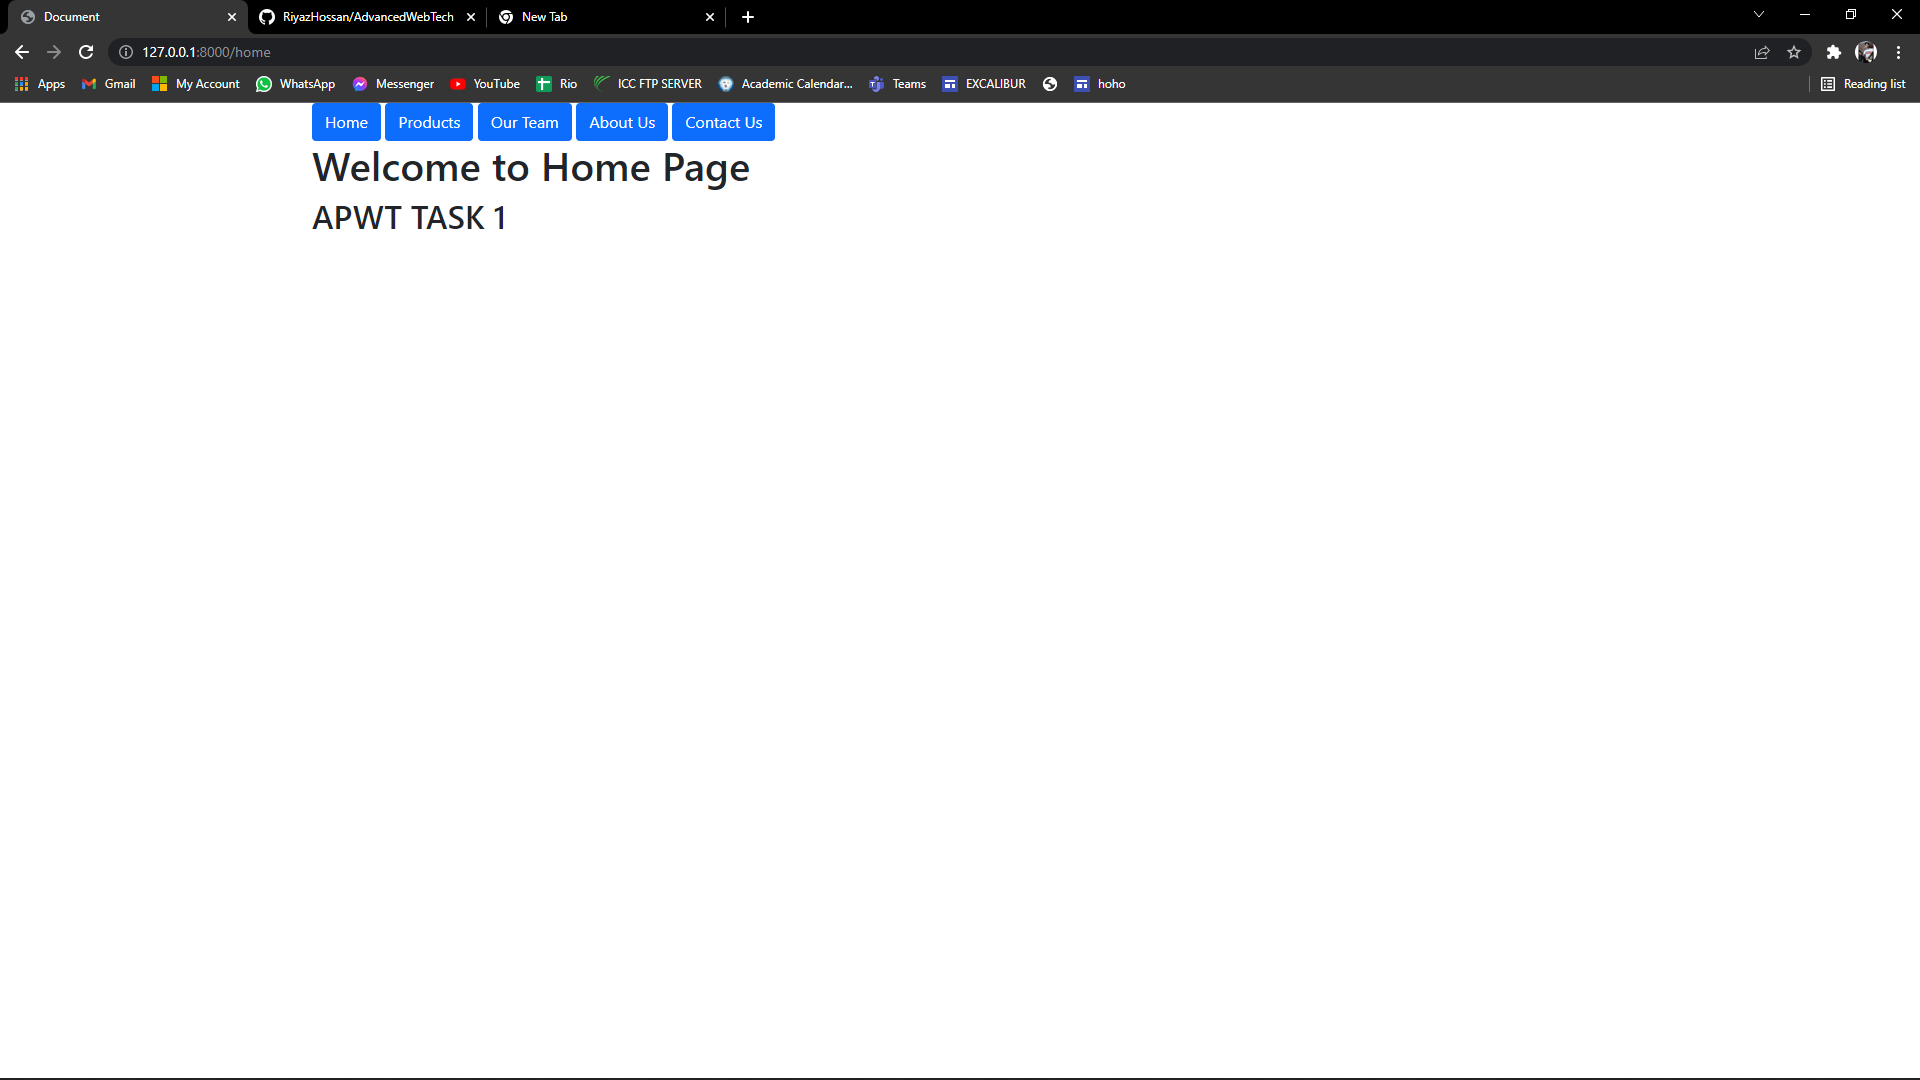 Document RiyazHossan/AdvancedWebTech New Tab
127.0.0.1:8000/home
Apps Gmail My Account WhatsApp Messenger YouTube Rio ICC FTP SERVER Academic Calendar... Teams EXCALIBUR hoho Reading list
Home Products Our Team About Us Contact Us
Welcome to Home Page
APWT TASK 1